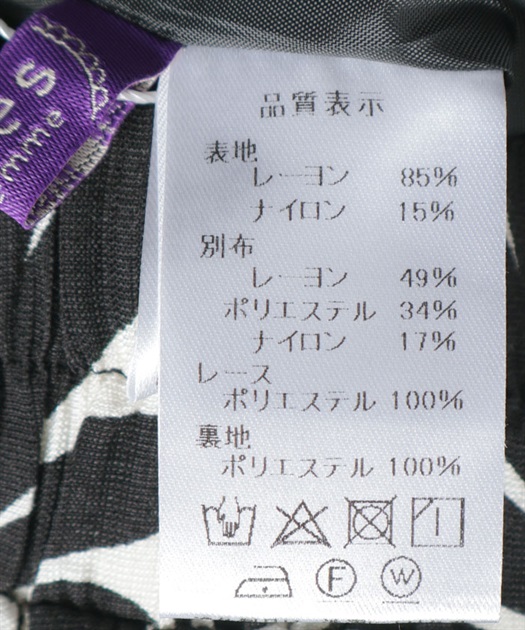 品質表示
表地
レーヨン 85%
ナイロン 15%
別布
レーヨン 49%
ポリエステル 34%
ナイロン 17%
レース
ポリエステル 100%
裏地
ポリエステル 100%
F W